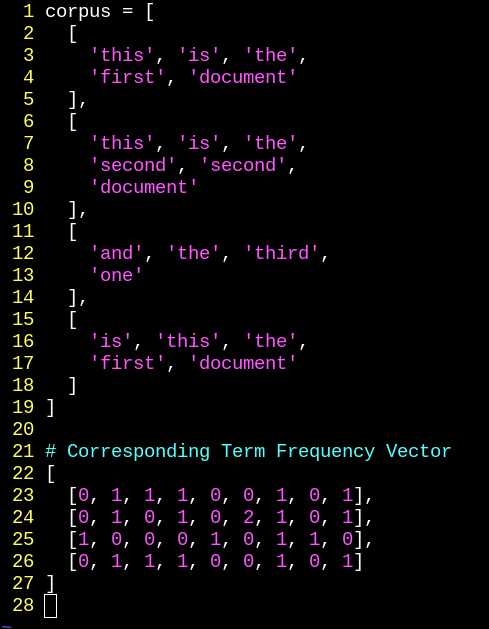 1 corpus = [
2   [
3     'this', 'is', 'the',
4     'first', 'document'
5   ],
6   [
7     'this', 'is', 'the',
8     'second', 'second',
9     'document'
10   ],
11   [
12     'and', 'the', 'third',
13     'one'
14   ],
15   [
16     'is', 'this', 'the',
17     'first', 'document'
18   ]
19 ]
20
21 # Corresponding Term Frequency Vector
22 [
23   [0, 1, 1, 1, 0, 0, 1, 0, 1],
24   [0, 1, 0, 1, 0, 2, 1, 0, 1],
25   [1, 0, 0, 0, 1, 0, 1, 1, 0],
26   [0, 1, 1, 1, 0, 0, 1, 0, 1]
27 ]
28
~